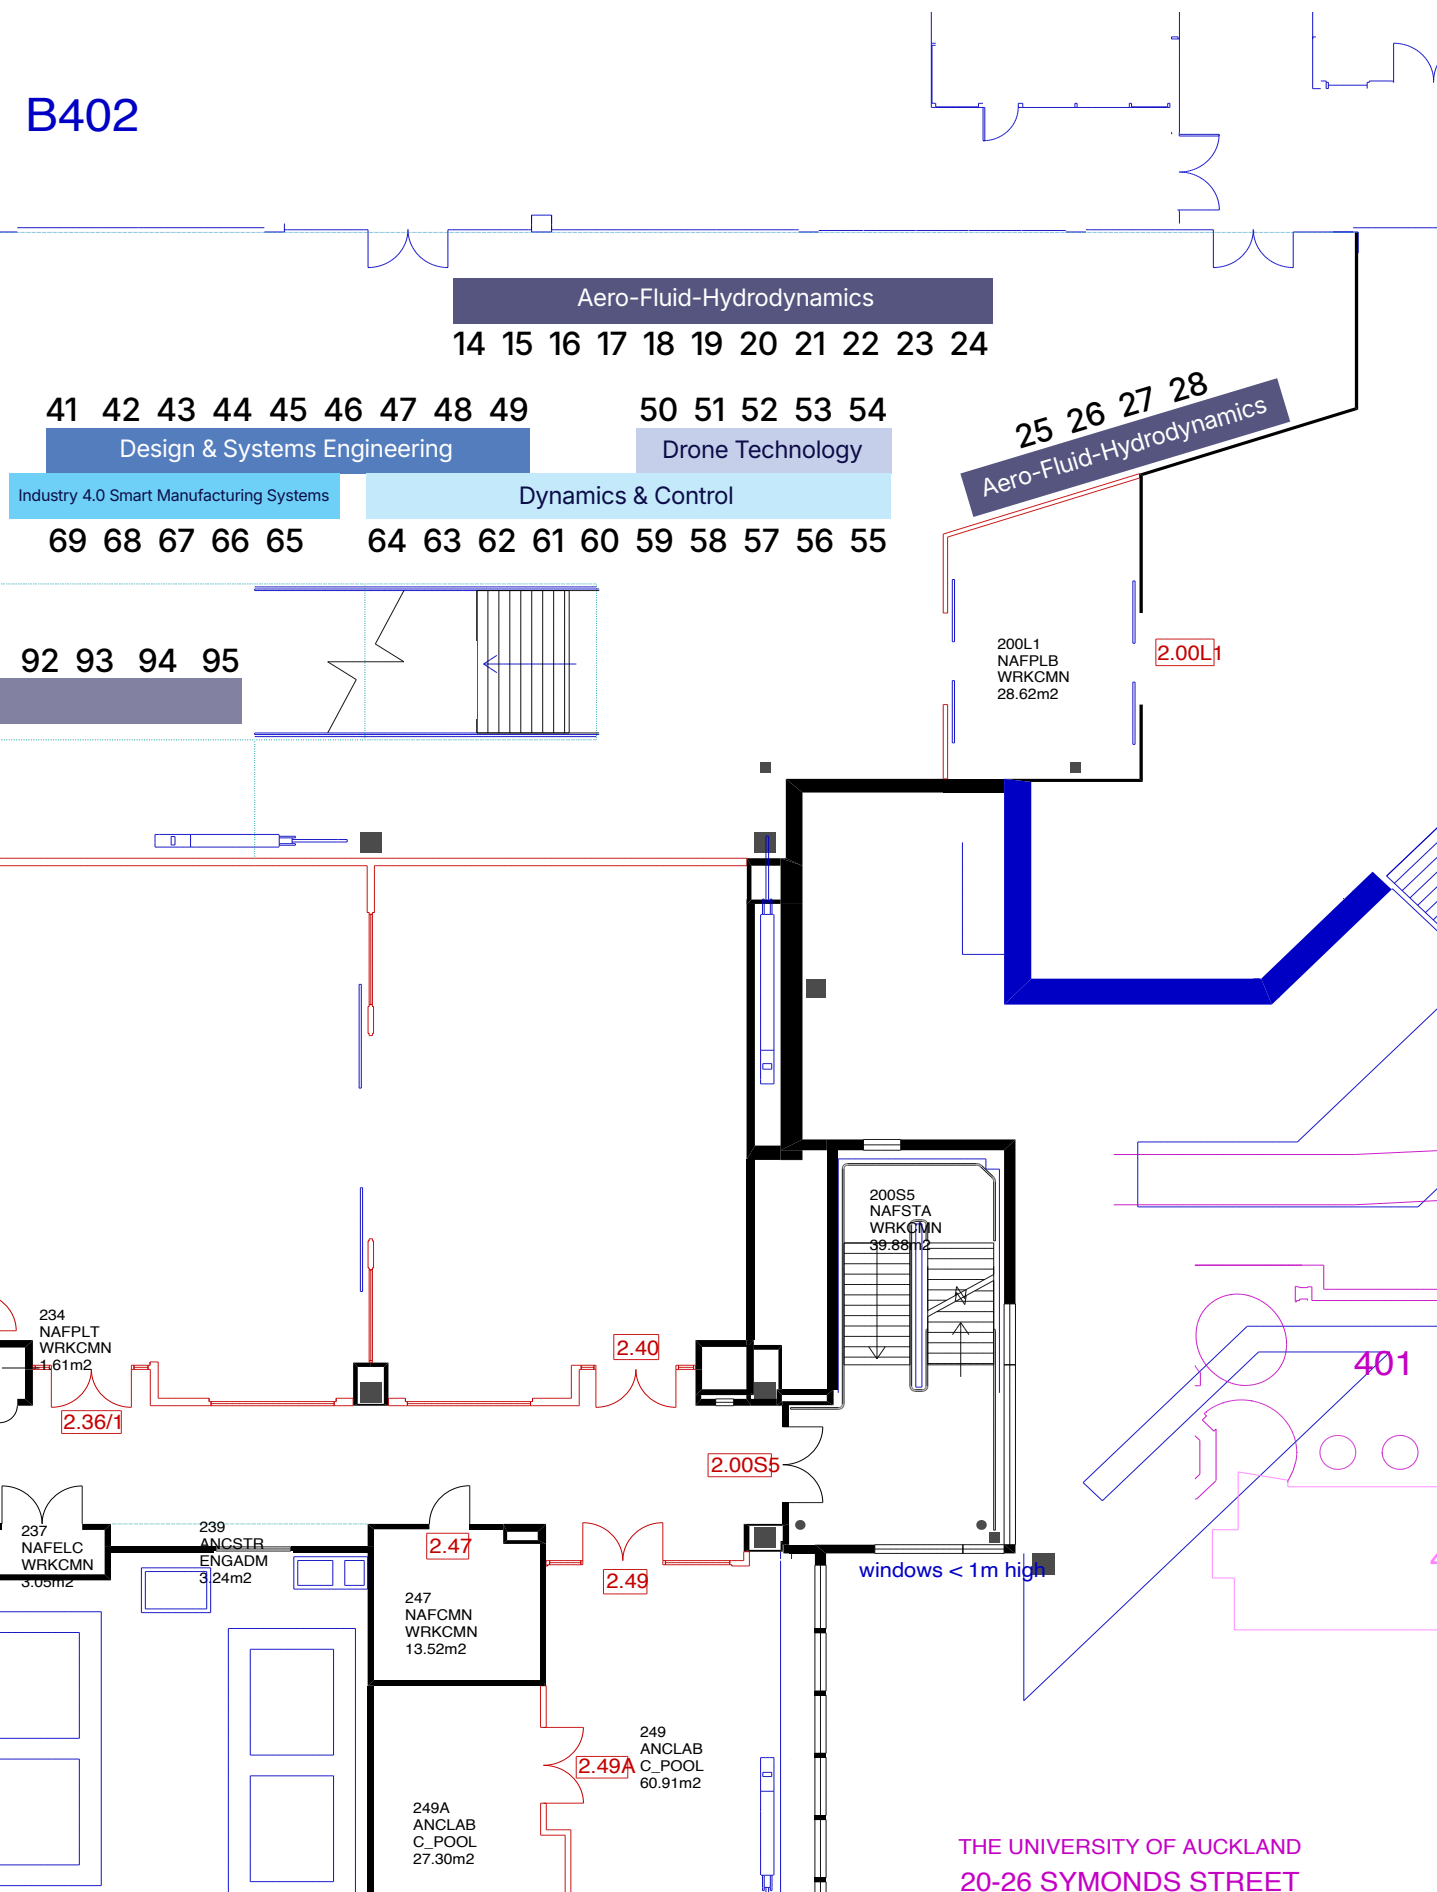 B402
Aero-Fluid-Hydrodynamics
14 15 16 17 18 19 20 21 22 23 24
25 26 27 28
Aero-Fluid-Hydrodynamics
41 42 43 44 45 46 47 48 49
50 51 52 53 54
Design & Systems Engineering
Drone Technology
Industry 4.0 Smart Manufacturing Systems
Dynamics & Control
69 68 67 66 65
64 63 62 61 60 59 58 57 56 55
92 93 94 95
200L1
NAFPLB
WRKCMN
28.62m2
2.00L1
200S5
NAFSTA
WRKCMN
39.88m2
234
NAFPLT
WRKCMN
1.61m2
2.40
401
2.36/1
2.00S5
237
NAFELC
WRKCMN
3.05m2
239
ANCSTR
ENGADM
3.24m2
2.47
2.49
windows < 1m high
247
NAFCMN
WRKCMN
13.52m2
249
ANCLAB
C_POOL
60.91m2
2.49A
249A
ANCLAB
C_POOL
27.30m2
THE UNIVERSITY OF AUCKLAND
20-26 SYMONDS STREET